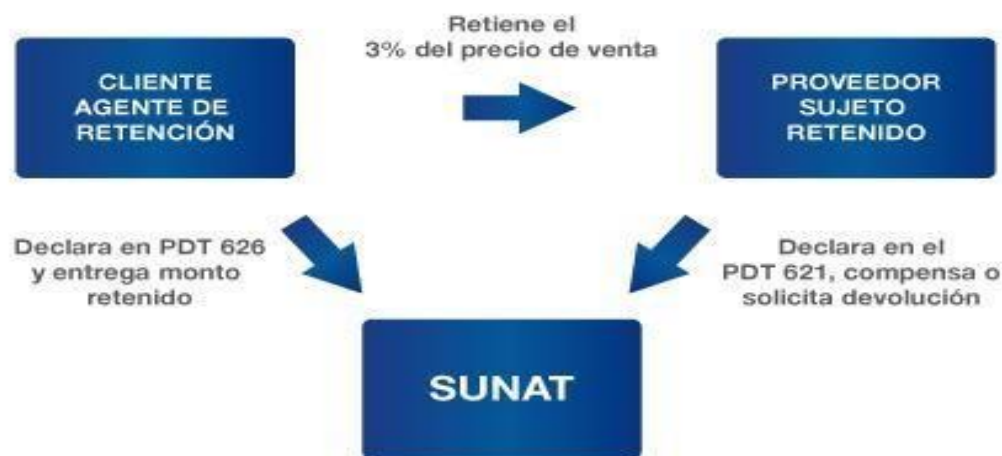 Retiene el
3% del precio de venta
CLIENTE
AGENTE DE
RETENCIÓN
PROVEEDOR
SUJETO
RETENIDO
Declara en PDT 626
y entrega monto
retenido
Declara en el
PDT 621, compensa o
solicita devolución
SUNAT